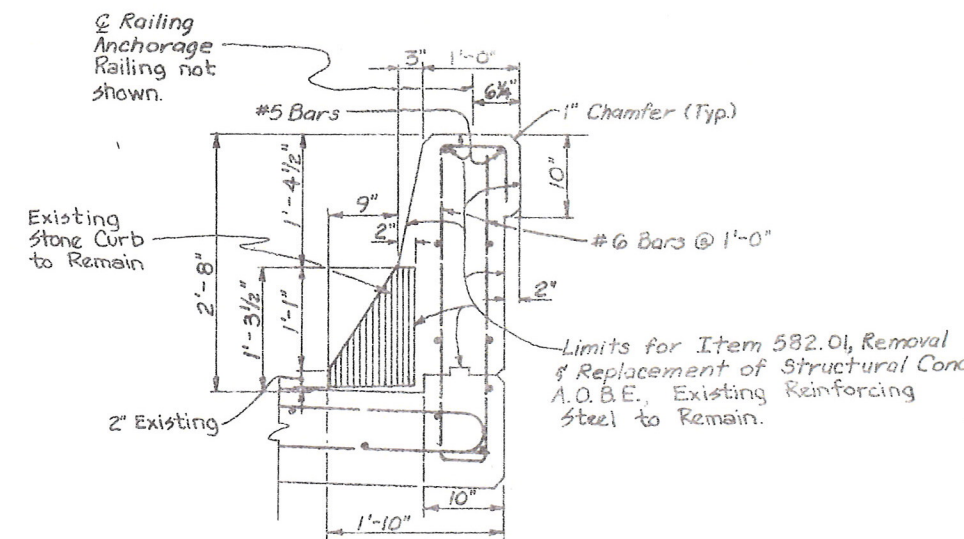 ℄ Railing
Anchorage
Railing not
shown.
3"
1'-0"
6¼"
#5 Bars
1" Chamfer (Typ.)
1'-4½"
10"
9"
Existing
Stone Curb
to Remain
2"
#6 Bars @ 1'-0"
2'-8"
1'-3½"
1'-1"
2"
Limits for Item 582.01, Removal
& Replacement of Structural Conc
A.O.B.E., Existing Reinforcing
Steel to Remain.
2" Existing
10"
1'-10"